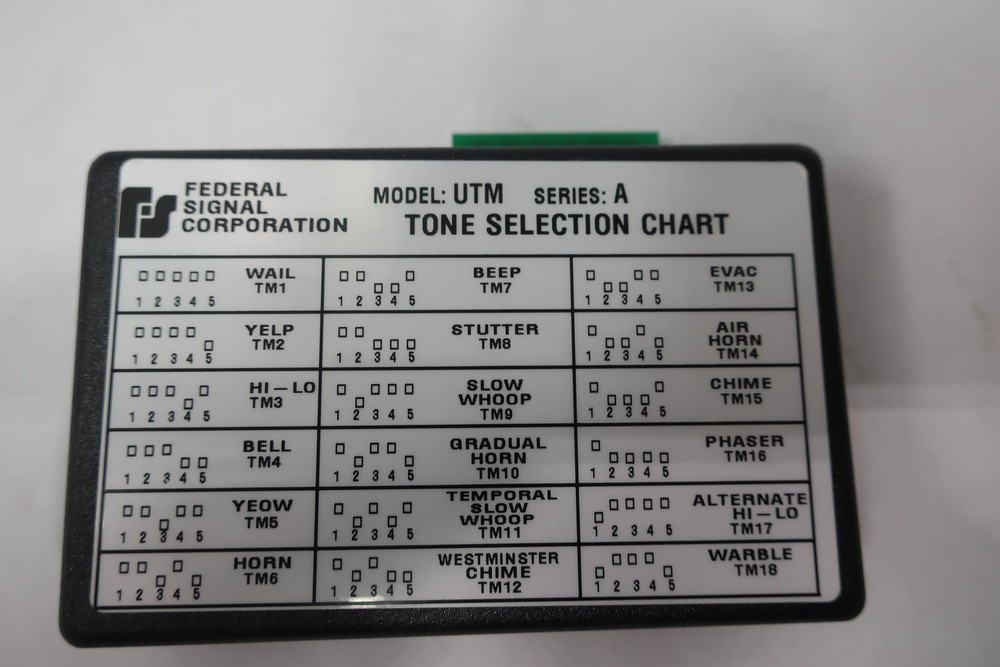 FEDERAL
SIGNAL
CORPORATION
MODEL: UTM SERIES: A
TONE SELECTION CHART
WAIL
TM1
1 2 3 4 5
YELP
TM2
1 2 3 4 5
HI–LO
TM3
1 2 3 4 5
BELL
TM4
1 2 3 4 5
YEOW
TM5
1 2 3 4 5
HORN
TM6
1 2 3 4 5
BEEP
TM7
1 2 3 4 5
STUTTER
TM8
1 2 3 4 5
SLOW
WHOOP
TM9
1 2 3 4 5
GRADUAL
HORN
TM10
1 2 3 4 5
TEMPORAL
SLOW
WHOOP
TM11
1 2 3 4 5
WESTMINSTER
CHIME
TM12
1 2 3 4 5
EVAC
TM13
1 2 3 4 5
AIR
HORN
TM14
1 2 3 4 5
CHIME
TM15
1 2 3 4 5
PHASER
TM16
1 2 3 4 5
ALTERNATE
HI–LO
TM17
1 2 3 4 5
WARBLE
TM18
1 2 3 4 5